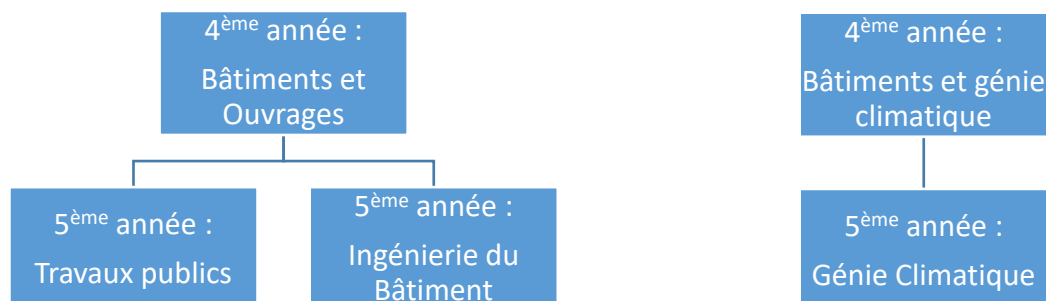 4ème année :
Bâtiments et
Ouvrages
4ème année :
Bâtiments et génie
climatique
5ème année :
Travaux publics
5ème année :
Ingénierie du
Bâtiment
5ème année :
Génie Climatique